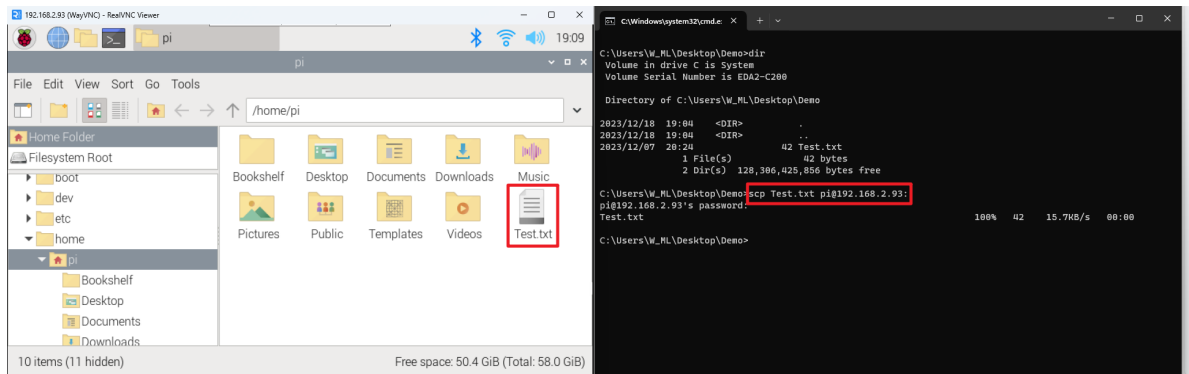 192.168.2.93 (WayVNC) - RealVNC Viewer
pi
19:09
pi
File Edit View Sort Go Tools
/home/pi
Home Folder
Filesystem Root
boot
dev
etc
home
pi
Bookshelf
Desktop
Documents
Downloads
Bookshelf Desktop Documents Downloads Music
Pictures Public Templates Videos Test.txt
10 items (11 hidden) Free space: 50.4 GiB (Total: 58.0 GiB)
C:\Windows\system32\cmd.e:
C:\Users\W_ML\Desktop\Demo>dir
Volume in drive C is System
Volume Serial Number is EDA2-C200
Directory of C:\Users\W_ML\Desktop\Demo
2023/12/18 19:04 <DIR> .
2023/12/18 19:04 <DIR> ..
2023/12/07 20:24 42 Test.txt
1 File(s) 42 bytes
2 Dir(s) 128,306,425,856 bytes free
C:\Users\W_ML\Desktop\Demo>scp Test.txt pi@192.168.2.93:
pi@192.168.2.93's password:
Test.txt 100% 42 15.7KB/s 00:00
C:\Users\W_ML\Desktop\Demo>